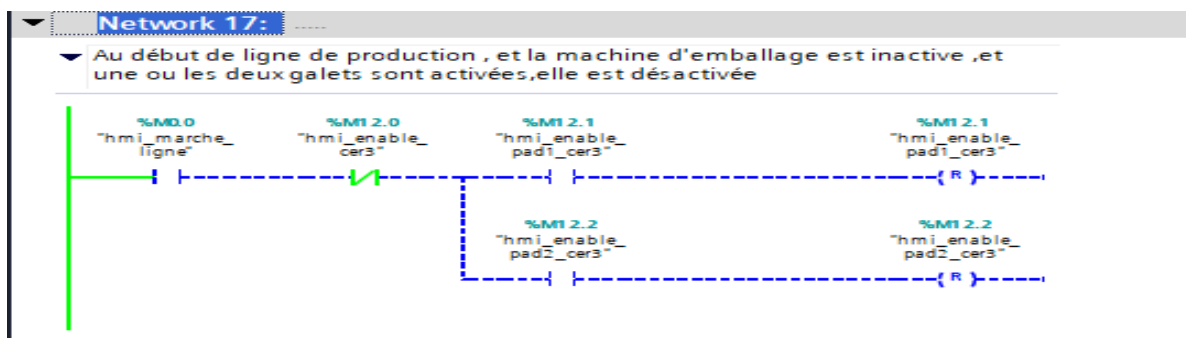 Network 17: .....
Au début de ligne de production , et la machine d'emballage est inactive ,et
une ou les deux galets sont activées,elle est désactivée
%M0.0 %M12.0 %M12.1 %M12.1
"hmi_marche_ "hmi_enable_ "hmi_enable_ "hmi_enable_
ligne" cer3" pad1_cer3" pad1_cer3"
R
%M12.2 %M12.2
"hmi_enable_ "hmi_enable_
pad2_cer3" pad2_cer3"
R